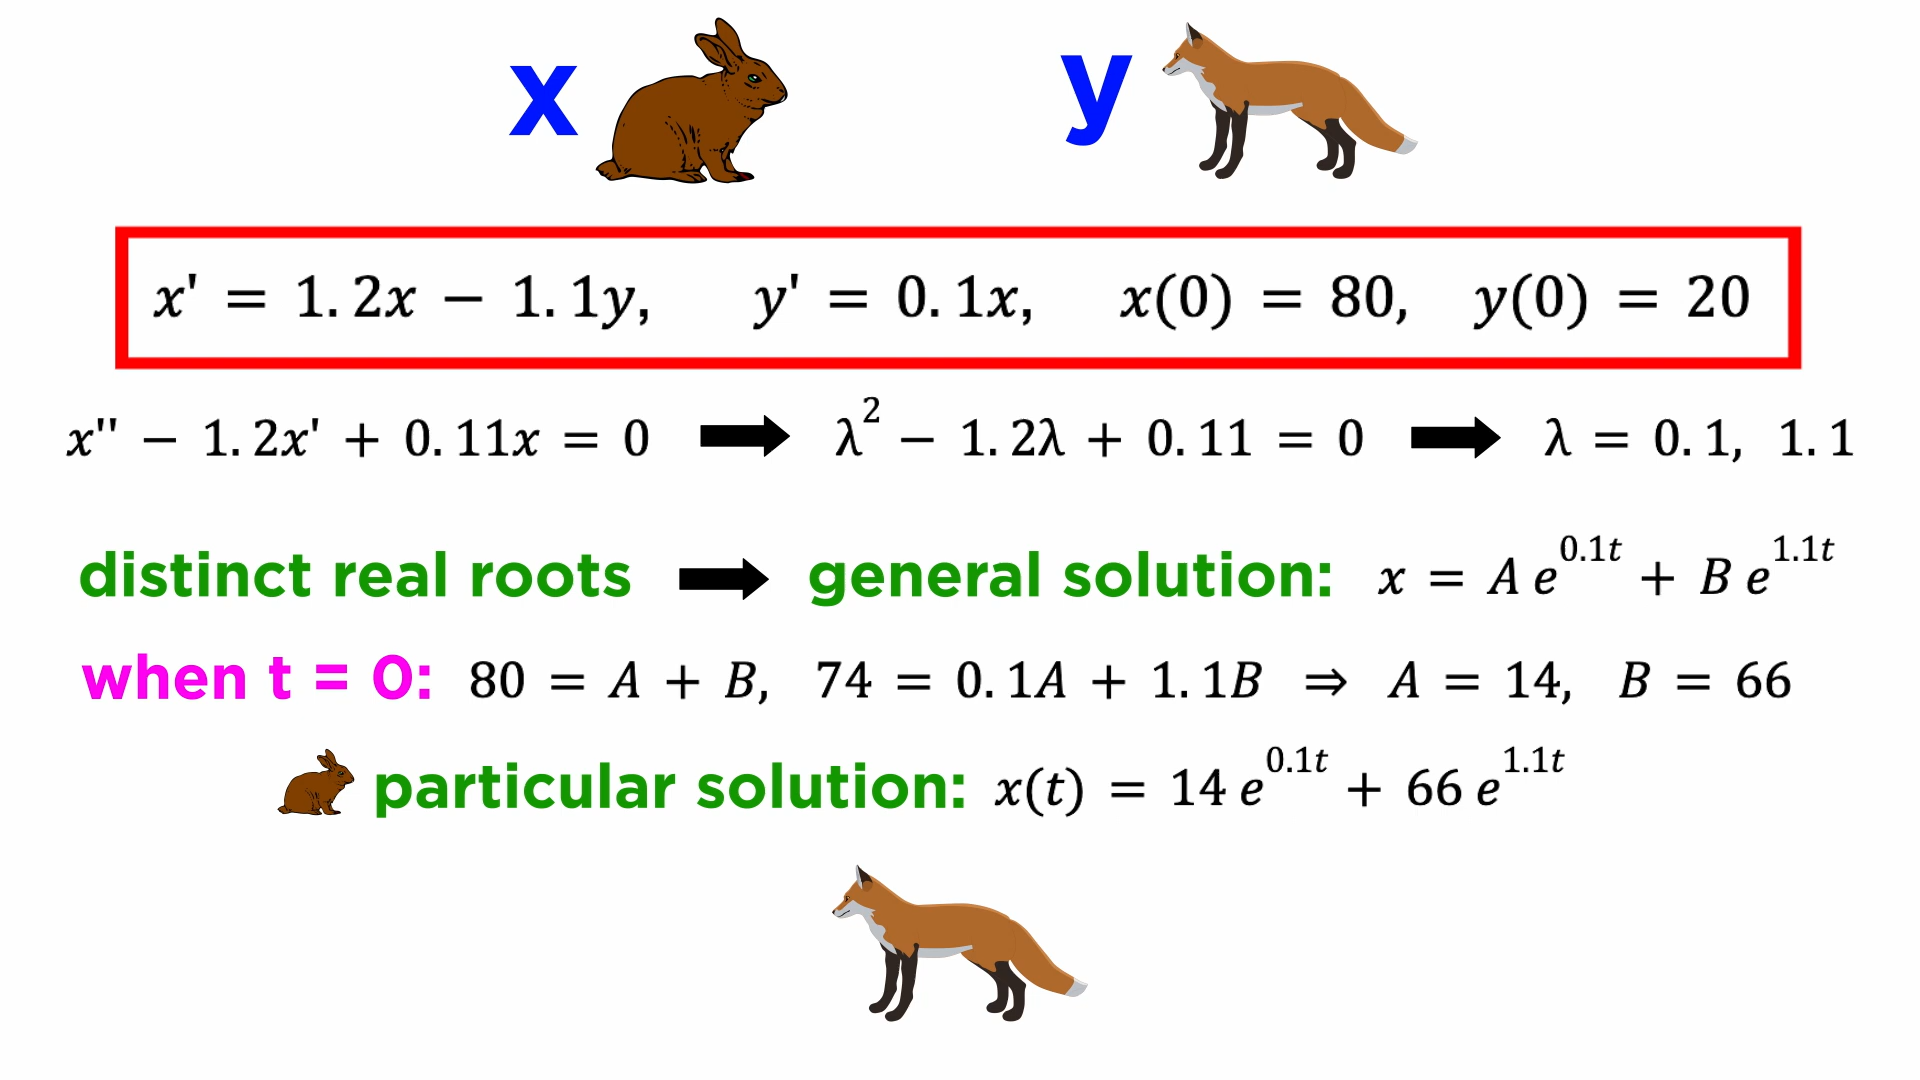 x y
x' = 1.2x − 1.1y, y' = 0.1x, x(0) = 80, y(0) = 20
x'' − 1.2x' + 0.11x = 0 ➡ λ² − 1.2λ + 0.11 = 0 ➡ λ = 0.1, 1.1
distinct real roots ➡ general solution: x = A e^0.1t + B e^1.1t
when t = 0: 80 = A + B, 74 = 0.1A + 1.1B ⇒ A = 14, B = 66
particular solution: x(t) = 14 e^0.1t + 66 e^1.1t